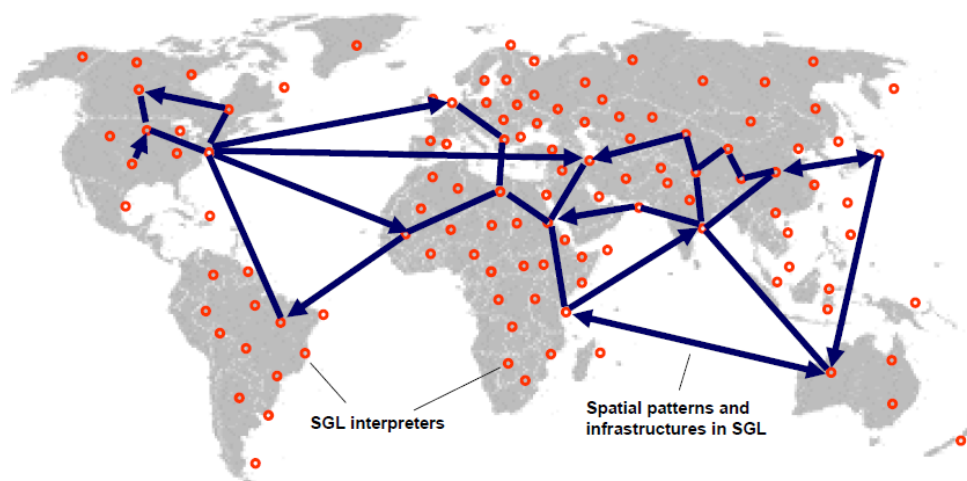 SGL interpreters
Spatial patterns and
infrastructures in SGL